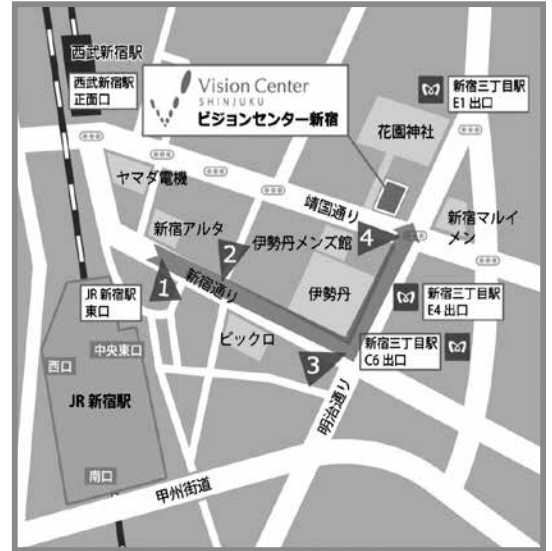 西武新宿駅
西武新宿駅
正面口
Vision Center
SHINJUKU
ビジョンセンター新宿
新宿三丁目駅
E1 出口
花園神社
ヤマダ電機
靖国通り
新宿マルイ
メン
新宿アルタ
2
伊勢丹メンズ館
4
1
新宿通り
伊勢丹
JR 新宿駅
東口
新宿三丁目駅
E4 出口
ビックロ
中央東口
西口
3
新宿三丁目駅
C6 出口
JR 新宿駅
明治通り
南口
甲州街道